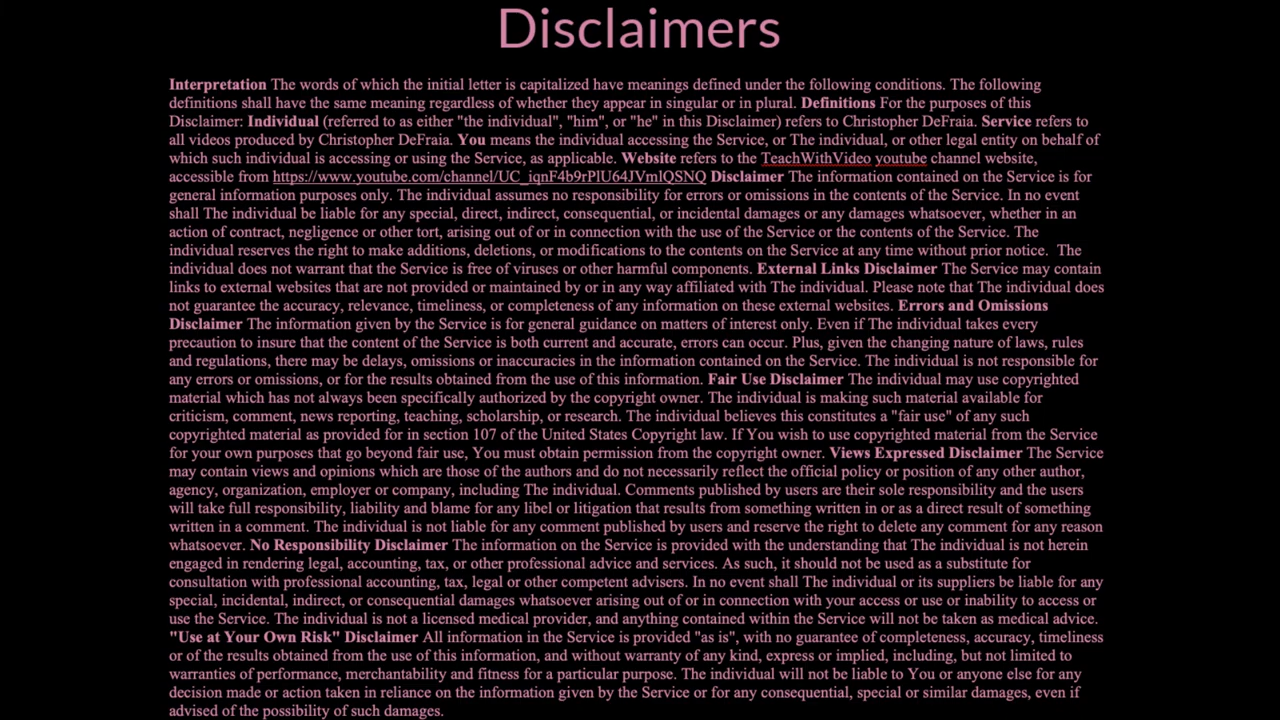 Disclaimers
Interpretation The words of which the initial letter is capitalized have meanings defined under the following conditions. The following
definitions shall have the same meaning regardless of whether they appear in singular or in plural. Definitions For the purposes of this
Disclaimer: Individual (referred to as either "the individual", "him", or "he" in this Disclaimer) refers to Christopher DeFraia. Service refers to
all videos produced by Christopher DeFraia. You means the individual accessing the Service, or The individual, or other legal entity on behalf of
which such individual is accessing or using the Service, as applicable. Website refers to the TeachWithVideo youtube channel website,
accessible from https://www.youtube.com/channel/UC_iqnF4b9rPlU64JVmlQSNQ Disclaimer The information contained on the Service is for
general information purposes only. The individual assumes no responsibility for errors or omissions in the contents of the Service. In no event
shall The individual be liable for any special, direct, indirect, consequential, or incidental damages or any damages whatsoever, whether in an
action of contract, negligence or other tort, arising out of or in connection with the use of the Service or the contents of the Service. The
individual reserves the right to make additions, deletions, or modifications to the contents on the Service at any time without prior notice.  The
individual does not warrant that the Service is free of viruses or other harmful components. External Links Disclaimer The Service may contain
links to external websites that are not provided or maintained by or in any way affiliated with The individual. Please note that The individual does
not guarantee the accuracy, relevance, timeliness, or completeness of any information on these external websites. Errors and Omissions
Disclaimer The information given by the Service is for general guidance on matters of interest only. Even if The individual takes every
precaution to insure that the content of the Service is both current and accurate, errors can occur. Plus, given the changing nature of laws, rules
and regulations, there may be delays, omissions or inaccuracies in the information contained on the Service. The individual is not responsible for
any errors or omissions, or for the results obtained from the use of this information. Fair Use Disclaimer The individual may use copyrighted
material which has not always been specifically authorized by the copyright owner. The individual is making such material available for
criticism, comment, news reporting, teaching, scholarship, or research. The individual believes this constitutes a "fair use" of any such
copyrighted material as provided for in section 107 of the United States Copyright law. If You wish to use copyrighted material from the Service
for your own purposes that go beyond fair use, You must obtain permission from the copyright owner. Views Expressed Disclaimer The Service
may contain views and opinions which are those of the authors and do not necessarily reflect the official policy or position of any other author,
agency, organization, employer or company, including The individual. Comments published by users are their sole responsibility and the users
will take full responsibility, liability and blame for any libel or litigation that results from something written in or as a direct result of something
written in a comment. The individual is not liable for any comment published by users and reserve the right to delete any comment for any reason
whatsoever. No Responsibility Disclaimer The information on the Service is provided with the understanding that The individual is not herein
engaged in rendering legal, accounting, tax, or other professional advice and services. As such, it should not be used as a substitute for
consultation with professional accounting, tax, legal or other competent advisers. In no event shall The individual or its suppliers be liable for any
special, incidental, indirect, or consequential damages whatsoever arising out of or in connection with your access or use or inability to access or
use the Service. The individual is not a licensed medical provider, and anything contained within the Service will not be taken as medical advice.
"Use at Your Own Risk" Disclaimer All information in the Service is provided "as is", with no guarantee of completeness, accuracy, timeliness
or of the results obtained from the use of this information, and without warranty of any kind, express or implied, including, but not limited to
warranties of performance, merchantability and fitness for a particular purpose. The individual will not be liable to You or anyone else for any
decision made or action taken in reliance on the information given by the Service or for any consequential, special or similar damages, even if
advised of the possibility of such damages.